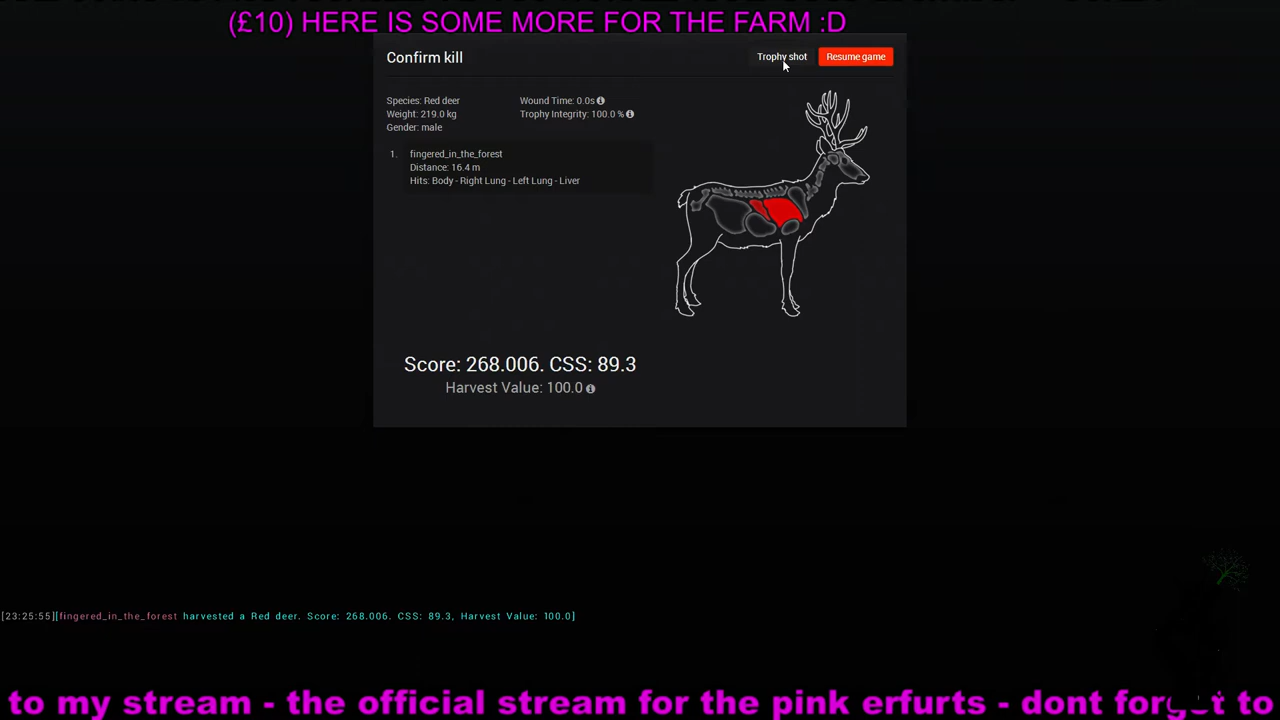 (£10) HERE IS SOME MORE FOR THE FARM :D
Confirm kill
Trophy shot
Resume game
Species: Red deer
Weight: 219.0 kg
Gender: male
Wound Time: 0.0s
Trophy Integrity: 100.0 %
1. fingered_in_the_forest
Distance: 16.4 m
Hits: Body - Right Lung - Left Lung - Liver
Score: 268.006. CSS: 89.3
Harvest Value: 100.0
[23:25:55][fingered_in_the_forest harvested a Red deer. Score: 268.006. CSS: 89.3, Harvest Value: 100.0]
to my stream - the official stream for the pink erfurts - dont forget to